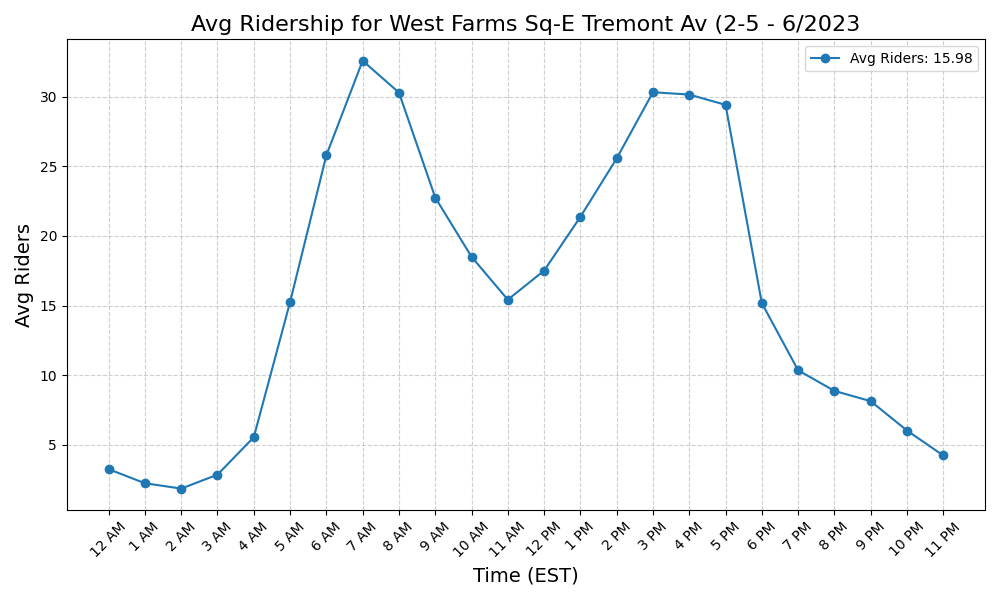 Avg Ridership for West Farms Sq-E Tremont Av (2-5 - 6/2023
Avg Riders: 15.98
Avg Riders
30
25
20
15
10
5
12 AM
1 AM
2 AM
3 AM
4 AM
5 AM
6 AM
7 AM
8 AM
9 AM
10 AM
11 AM
12 PM
1 PM
2 PM
3 PM
4 PM
5 PM
6 PM
7 PM
8 PM
9 PM
10 PM
11 PM
Time (EST)